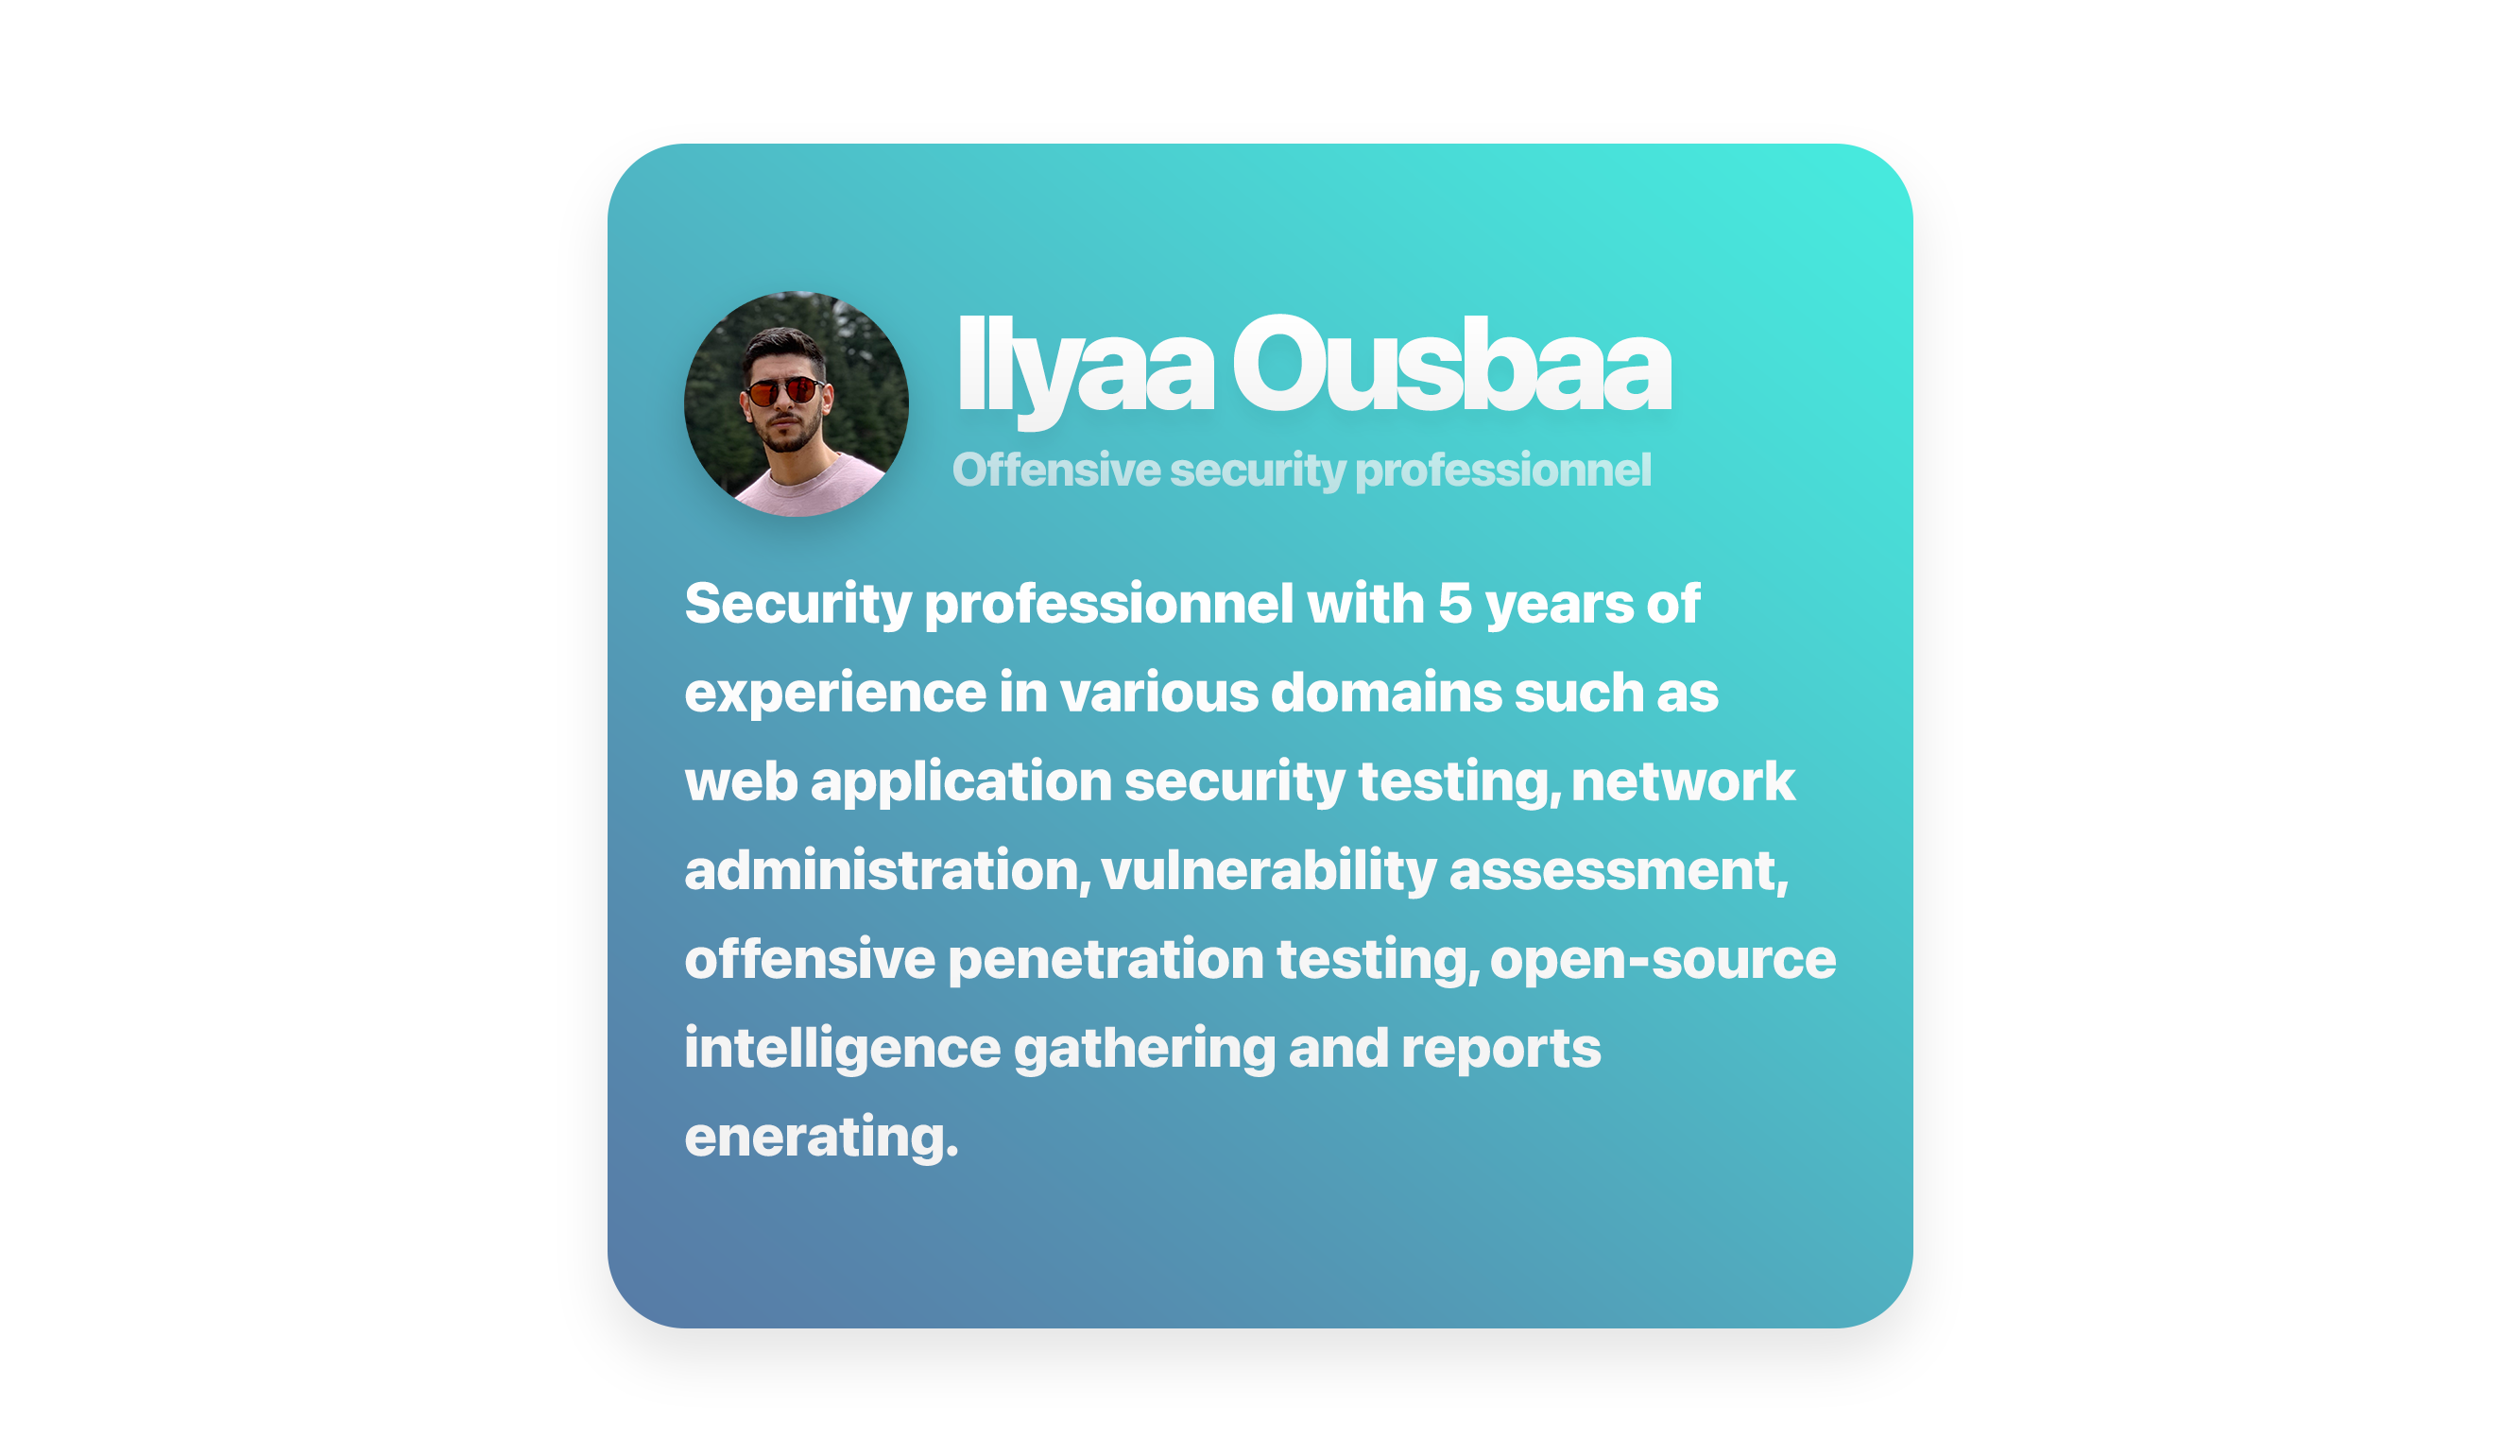 Ilyaa Ousbaa
Offensive security professionnel
Security professionnel with 5 years of
experience in various domains such as
web application security testing, network
administration, vulnerability assessment,
offensive penetration testing, open-source
intelligence gathering and reports
enerating.